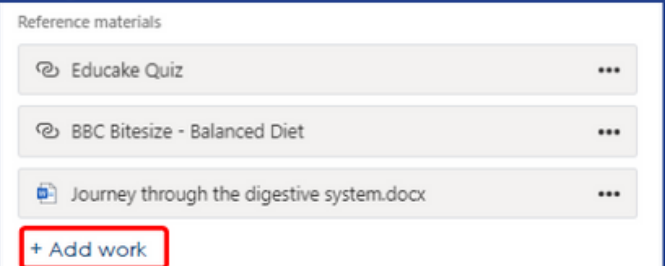 Reference materials
Educake Quiz
BBC Bitesize - Balanced Diet
Journey through the digestive system.docx
+ Add work